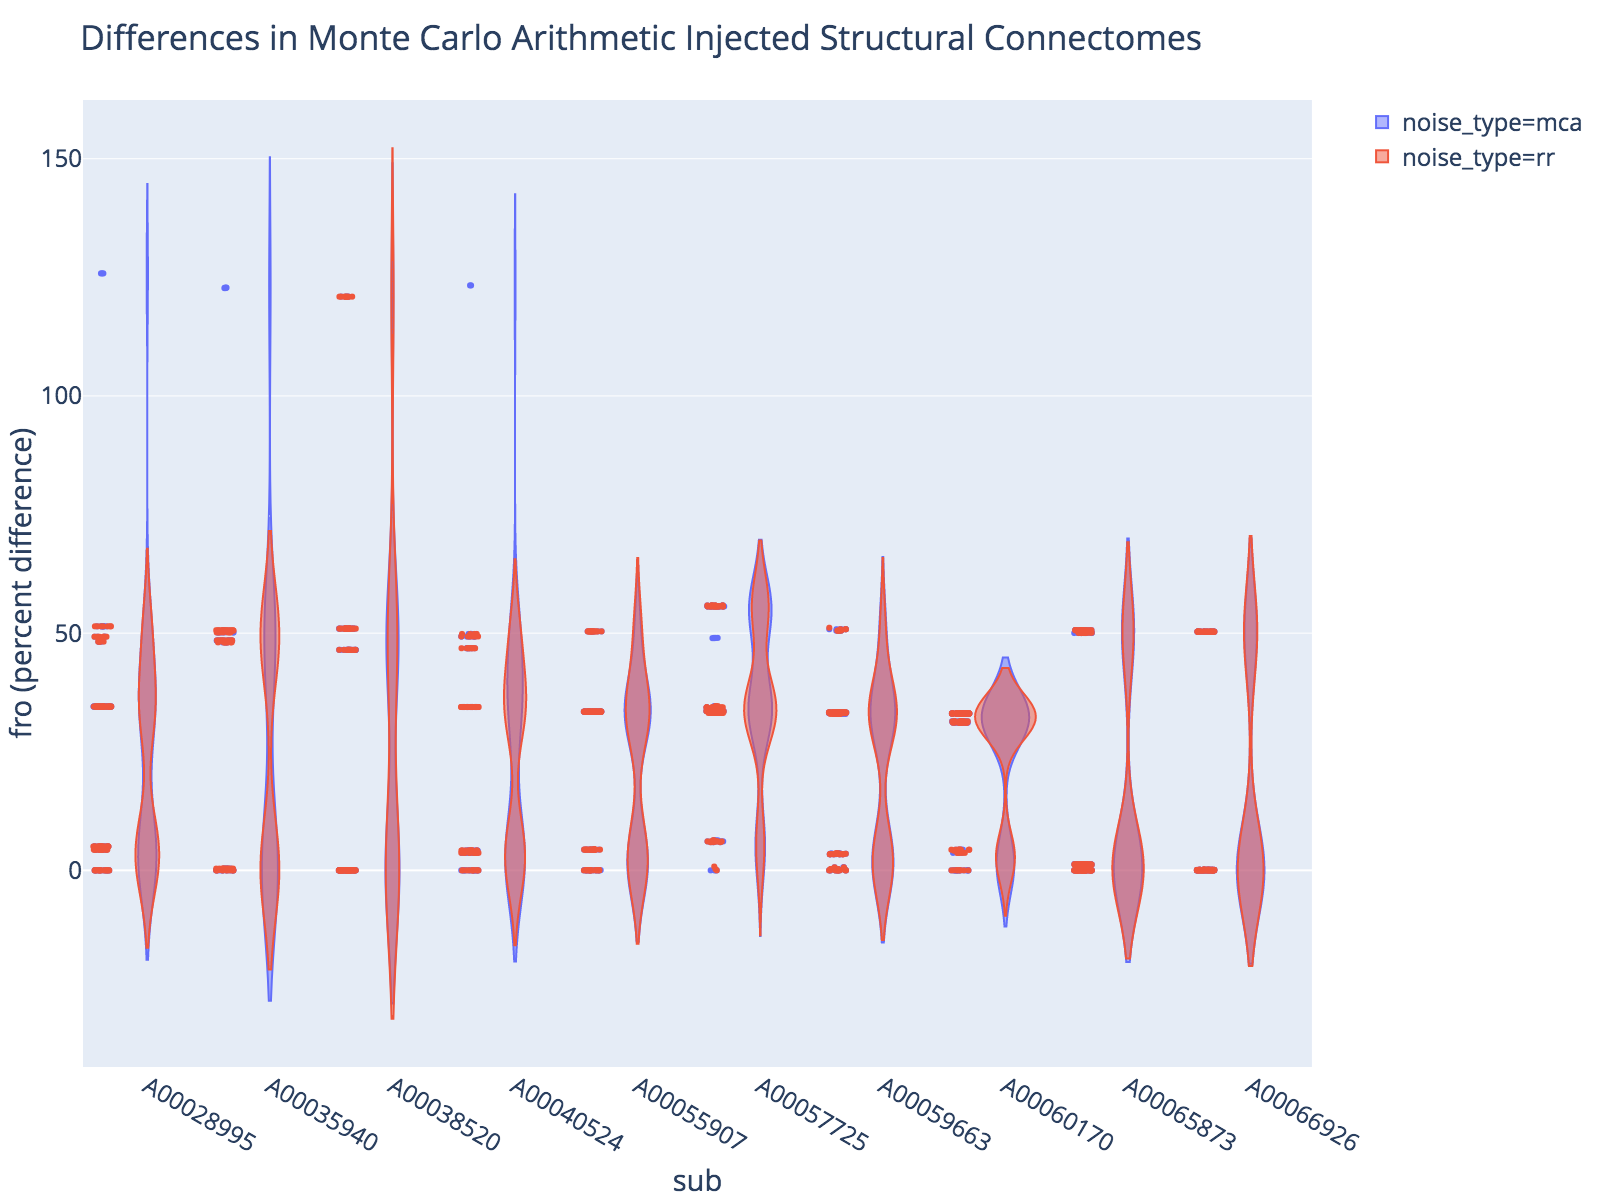 Differences in Monte Carlo Arithmetic Injected Structural Connectomes
noise_type=mca
noise_type=rr
fro (percent difference)
150
100
50
0
A00028995
A00035940
A00038520
A00040524
A00055907
A00057725
A00059663
A00060170
A00065873
A00066926
sub